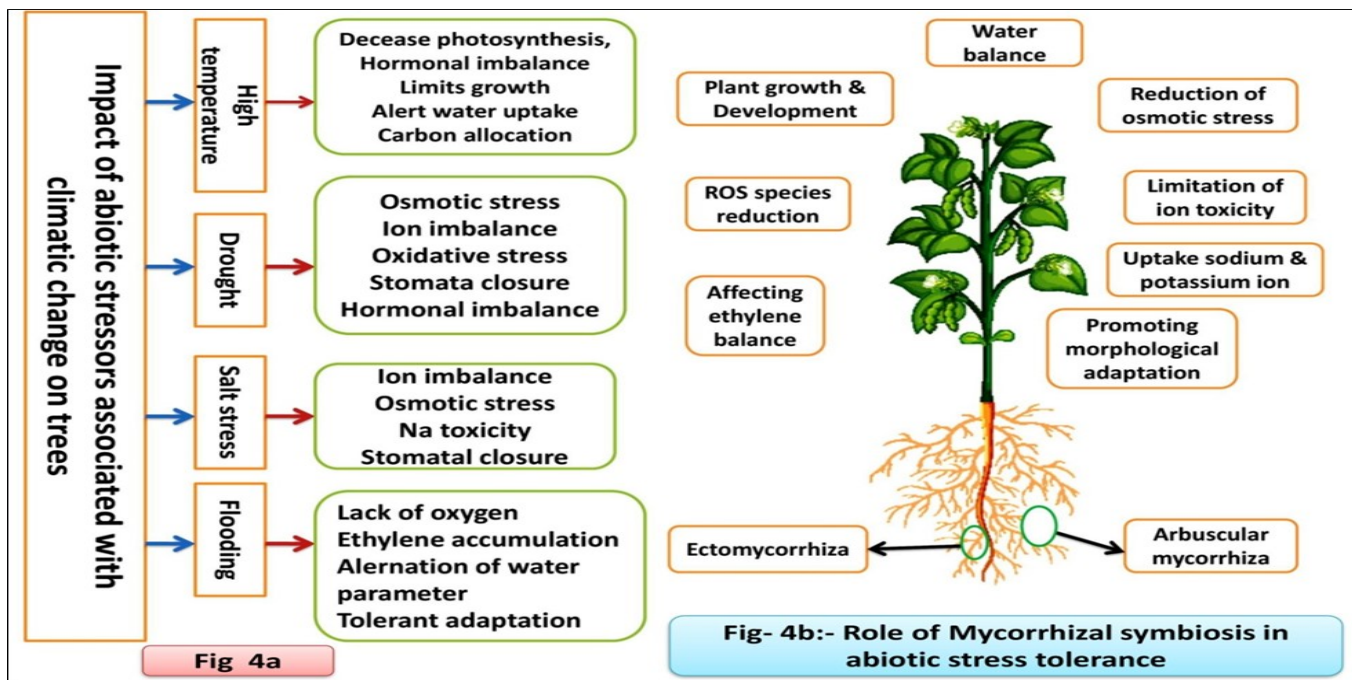 Impact of abiotic stressors associated with
climatic change on trees
High
temperature
Decease photosynthesis,
Hormonal imbalance
Limits growth
Alert water uptake
Carbon allocation
Drought
Osmotic stress
Ion imbalance
Oxidative stress
Stomata closure
Hormonal imbalance
Salt stress
Ion imbalance
Osmotic stress
Na toxicity
Stomatal closure
Flooding
Lack of oxygen
Ethylene accumulation
Alernation of water
parameter
Tolerant adaptation
Fig 4a
Water
balance
Plant growth &
Development
Reduction of
osmotic stress
ROS species
reduction
Limitation of
ion toxicity
Uptake sodium &
potassium ion
Affecting
ethylene
balance
Promoting
morphological
adaptation
Ectomycorrhiza
Arbuscular
mycorrhiza
Fig- 4b:- Role of Mycorrhizal symbiosis in
abiotic stress tolerance